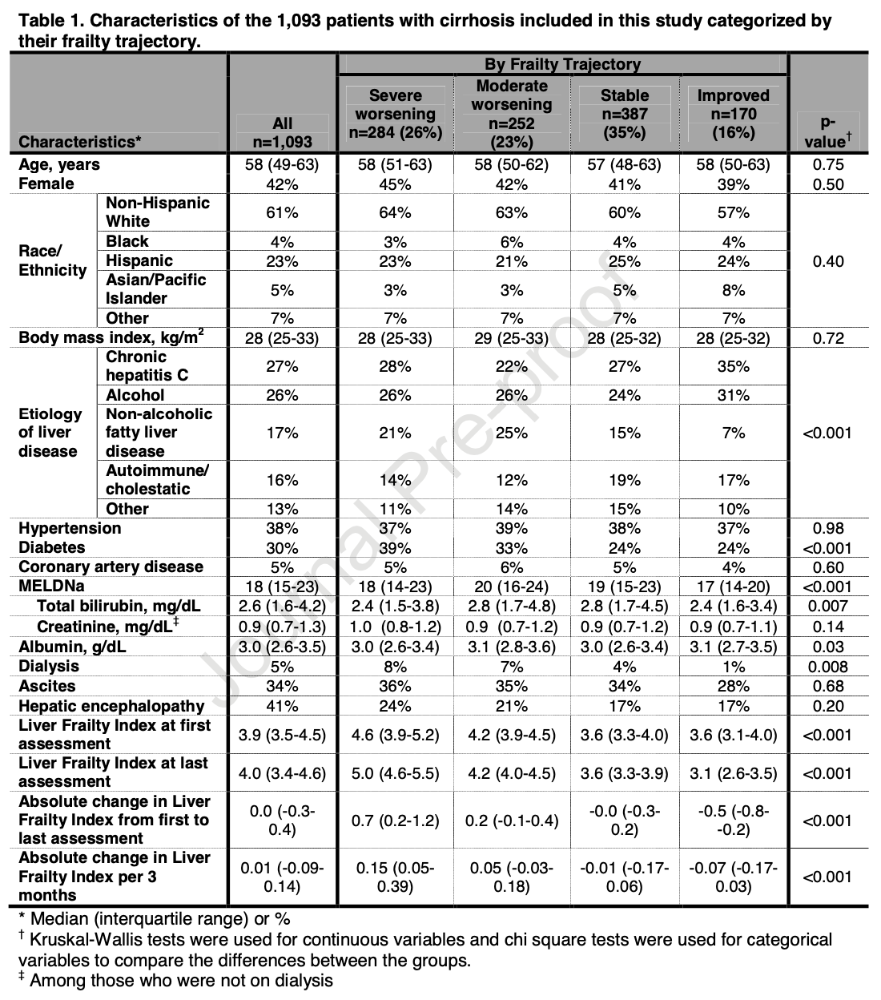 Table 1. Characteristics of the 1,093 patients with cirrhosis included in this study categorized by
their frailty trajectory.
By Frailty Trajectory
Characteristics* All n=1,093 Severe worsening n=284 (26%) Moderate worsening n=252 (23%) Stable n=387 (35%) Improved n=170 (16%) p-value†
Age, years 58 (49-63) 58 (51-63) 58 (50-62) 57 (48-63) 58 (50-63) 0.75
Female 42% 45% 42% 41% 39% 0.50
Race/ Ethnicity 0.40
Non-Hispanic White 61% 64% 63% 60% 57%
Black 4% 3% 6% 4% 4%
Hispanic 23% 23% 21% 25% 24%
Asian/Pacific Islander 5% 3% 3% 5% 8%
Other 7% 7% 7% 7% 7%
Body mass index, kg/m² 28 (25-33) 28 (25-33) 29 (25-33) 28 (25-32) 28 (25-32) 0.72
Etiology of liver disease <0.001
Chronic hepatitis C 27% 28% 22% 27% 35%
Alcohol 26% 26% 26% 24% 31%
Non-alcoholic fatty liver disease 17% 21% 25% 15% 7%
Autoimmune/ cholestatic 16% 14% 12% 19% 17%
Other 13% 11% 14% 15% 10%
Hypertension 38% 37% 39% 38% 37% 0.98
Diabetes 30% 39% 33% 24% 24% <0.001
Coronary artery disease 5% 5% 6% 5% 4% 0.60
MELDNa 18 (15-23) 18 (14-23) 20 (16-24) 19 (15-23) 17 (14-20) <0.001
Total bilirubin, mg/dL 2.6 (1.6-4.2) 2.4 (1.5-3.8) 2.8 (1.7-4.8) 2.8 (1.7-4.5) 2.4 (1.6-3.4) 0.007
Creatinine, mg/dL‡ 0.9 (0.7-1.3) 1.0 (0.8-1.2) 0.9 (0.7-1.2) 0.9 (0.7-1.2) 0.9 (0.7-1.1) 0.14
Albumin, g/dL 3.0 (2.6-3.5) 3.0 (2.6-3.4) 3.1 (2.8-3.6) 3.0 (2.6-3.4) 3.1 (2.7-3.5) 0.03
Dialysis 5% 8% 7% 4% 1% 0.008
Ascites 34% 36% 35% 34% 28% 0.68
Hepatic encephalopathy 41% 24% 21% 17% 17% 0.20
Liver Frailty Index at first assessment 3.9 (3.5-4.5) 4.6 (3.9-5.2) 4.2 (3.9-4.5) 3.6 (3.3-4.0) 3.6 (3.1-4.0) <0.001
Liver Frailty Index at last assessment 4.0 (3.4-4.6) 5.0 (4.6-5.5) 4.2 (4.0-4.5) 3.6 (3.3-3.9) 3.1 (2.6-3.5) <0.001
Absolute change in Liver Frailty Index from first to last assessment 0.0 (-0.3-0.4) 0.7 (0.2-1.2) 0.2 (-0.1-0.4) -0.0 (-0.3-0.2) -0.5 (-0.8--0.2) <0.001
Absolute change in Liver Frailty Index per 3 months 0.01 (-0.09-0.14) 0.15 (0.05-0.39) 0.05 (-0.03-0.18) -0.01 (-0.17-0.06) -0.07 (-0.17-0.03) <0.001
* Median (interquartile range) or %
† Kruskal-Wallis tests were used for continuous variables and chi square tests were used for categorical
variables to compare the differences between the groups.
‡ Among those who were not on dialysis
Journal Pre-proof